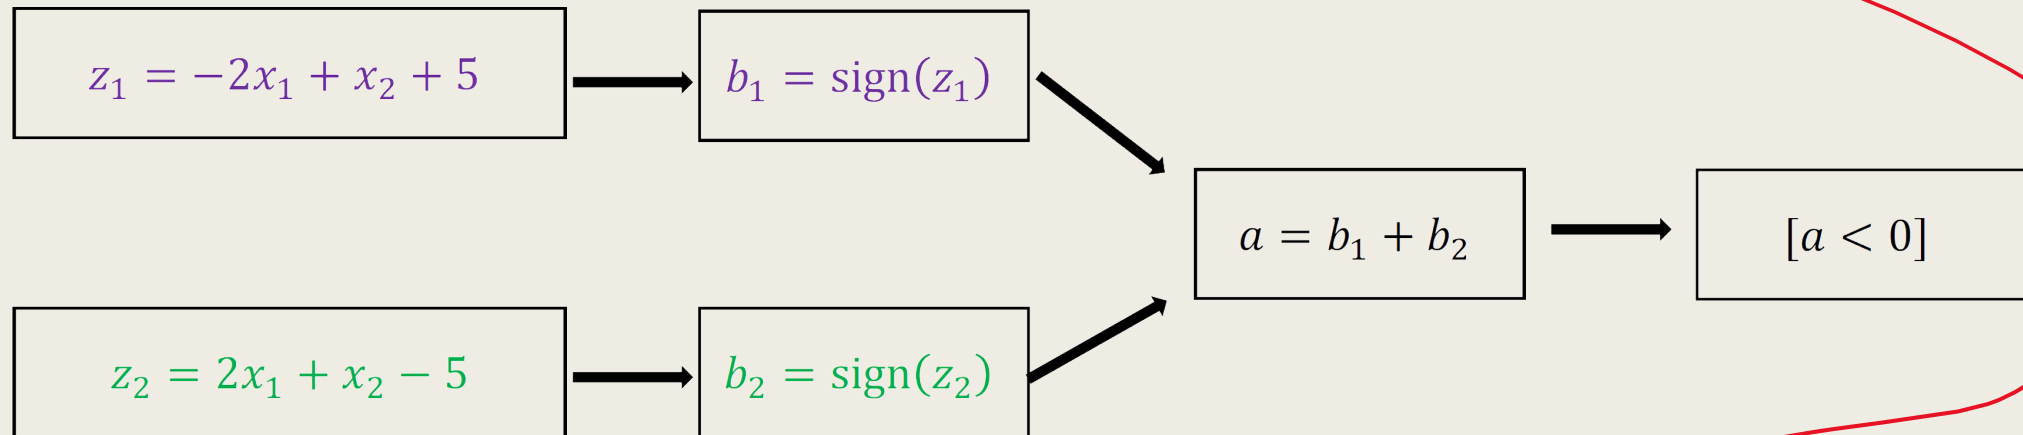 z₁ = −2x₁ + x₂ + 5
b₁ = sign(z₁)
a = b₁ + b₂
[a < 0]
z₂ = 2x₁ + x₂ − 5
b₂ = sign(z₂)